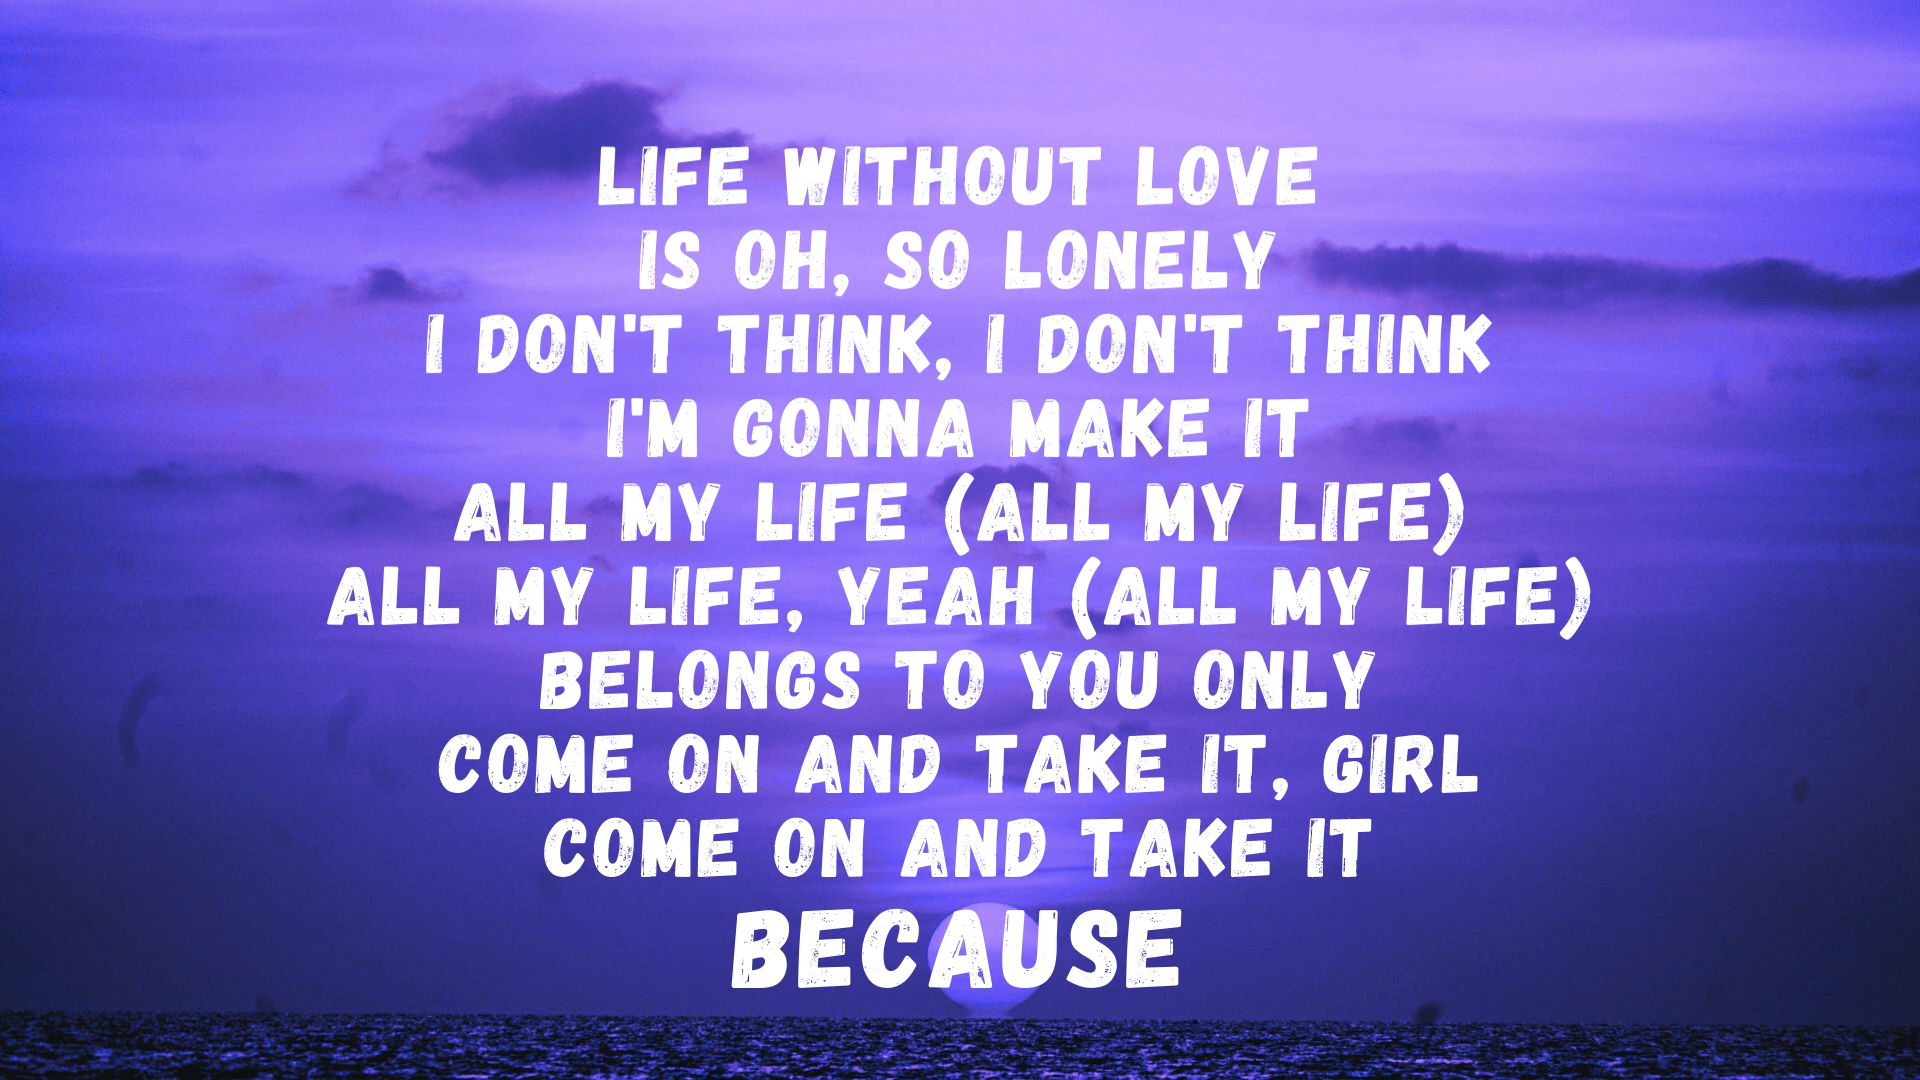 LIFE WITHOUT LOVE
IS OH, SO LONELY
I DON'T THINK, I DON'T THINK
I'M GONNA MAKE IT
ALL MY LIFE (ALL MY LIFE)
ALL MY LIFE, YEAH (ALL MY LIFE)
BELONGS TO YOU ONLY
COME ON AND TAKE IT, GIRL
COME ON AND TAKE IT
BECAUSE